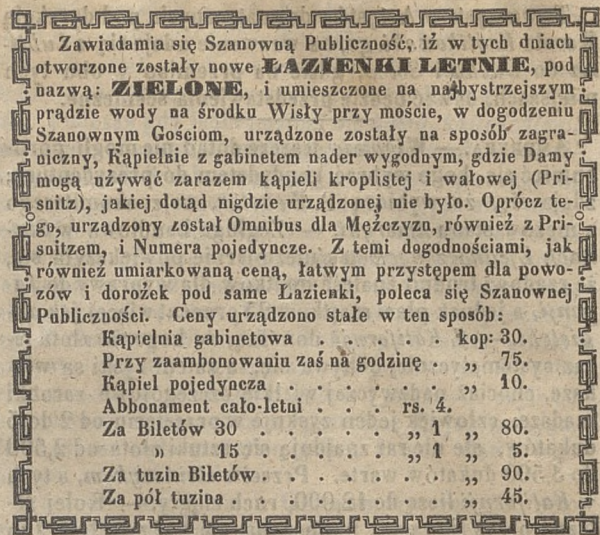 Zawiadamia się Szanowną Publiczność, iż w tych dniach
otworzone zostały nowe ŁAZIENKI LETNIE, pod
nazwą: ZIELONE, i umieszczone na najbystrzejszym
prądzie wody na środku Wisły przy moście, w dogodzeniu
Szanownym Gościom, urządzone zostały na sposób zagra-
niczny, Kąpielnie z gabinetem nader wygodnym, gdzie Damy
mogą używać zarazem kąpieli kroplistej i wałowej (Pri-
snitz), jakiej dotąd nigdzie urządzonej nie było. Oprócz te-
go, urządzony został Omnibus dla Mężczyzn, również z Pri-
snitzem, i Numera pojedyncze. Z temi dogodnościami, jak
również umiarkowaną ceną, łatwym przystępem dla powo-
zów i dorożek pod same Łazienki, poleca się Szanownej
Publiczności. Ceny urządzono stałe w ten sposób:
Kąpielnia gabinetowa . . . . kop: 30.
Przy zaambonowaniu zaś na godzinę . „ 75.
Kąpiel pojedyncza . . . . . . „ 10.
Abbonament cało-letni . . . rs. 4.
Za Biletów 30 . . . . . „ 1 „ 80.
» 15 . . . . . „ 1 „ 5.
Za tuzin Biletów . . . . . . . „ 90.
Za pół tuzina . . . . . . . . „ 45.